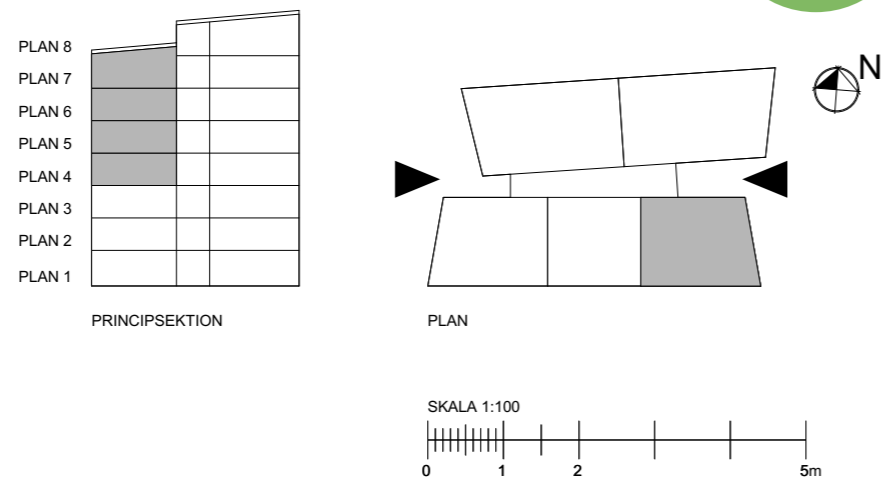 PLAN 8
PLAN 7
PLAN 6
PLAN 5
PLAN 4
PLAN 3
PLAN 2
PLAN 1
PRINCIPSEKTION
N
PLAN
SKALA 1:100
0 1 2 5m